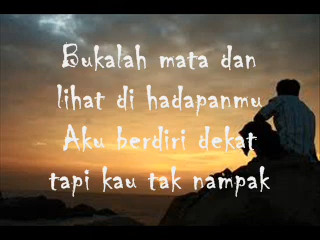 Bukalah mata dan
lihat di hadapanmu
Aku berdiri dekat
tapi kau tak nampak